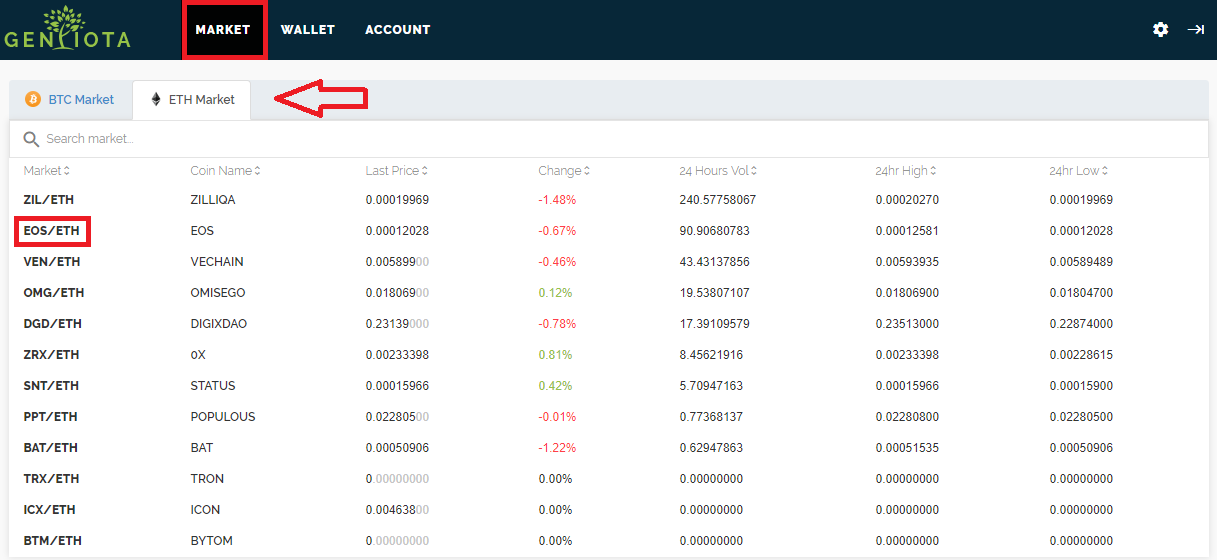 GENTIOTA MARKET WALLET ACCOUNT
BTC Market ETH Market
Search market...
Market Coin Name Last Price Change 24 Hours Vol 24hr High 24hr Low
ZIL/ETH ZILLIQA 0.00019969 -1.48% 240.57758067 0.00020270 0.00019969
EOS/ETH EOS 0.00012028 -0.67% 90.90680783 0.00012581 0.00012028
VEN/ETH VECHAIN 0.00589900 -0.46% 43.43137856 0.00593935 0.00589489
OMG/ETH OMISEGO 0.01806900 0.12% 19.53807107 0.01806900 0.01804700
DGD/ETH DIGIXDAO 0.23139000 -0.78% 17.39109579 0.23513000 0.22874000
ZRX/ETH 0X 0.00233398 0.81% 8.45621916 0.00233398 0.00228615
SNT/ETH STATUS 0.00015966 0.42% 5.70947163 0.00015966 0.00015900
PPT/ETH POPULOUS 0.02280500 -0.01% 0.77368137 0.02280800 0.02280500
BAT/ETH BAT 0.00050906 -1.22% 0.62947863 0.00051535 0.00050906
TRX/ETH TRON 0.00000000 0.00% 0.00000000 0.00000000 0.00000000
ICX/ETH ICON 0.00463800 0.00% 0.00000000 0.00000000 0.00000000
BTM/ETH BYTOM 0.00000000 0.00% 0.00000000 0.00000000 0.00000000